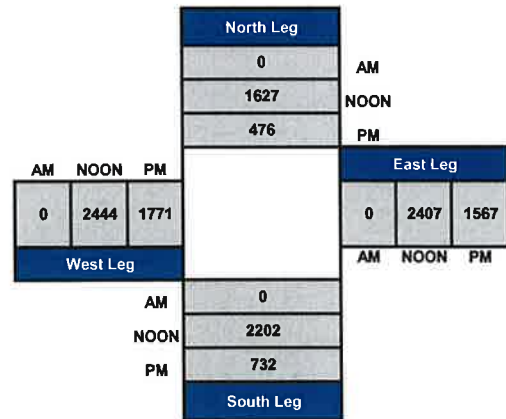 North Leg
0 AM
1627 NOON
476 PM
AM NOON PM
East Leg
0 2444 1771
0 2407 1567
West Leg
AM NOON PM
AM 0
NOON 2202
PM 732
South Leg